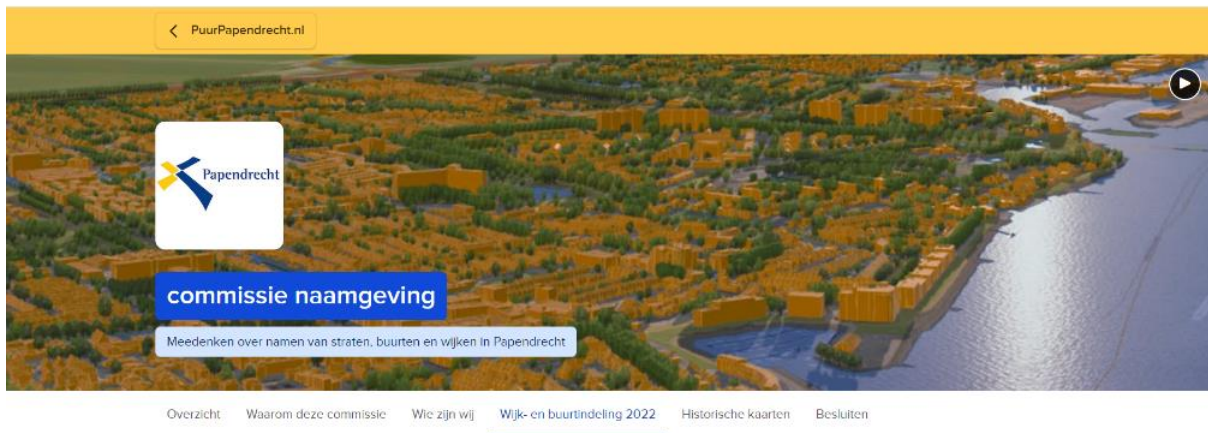 PuurPapendrecht.nl
Papendrecht
commissie naamgeving
Meedenken over namen van straten, buurten en wijken in Papendrecht
Overzicht Waarom deze commissie Wie zijn wij Wijk- en buurtindeling 2022 Historische kaarten Besluiten